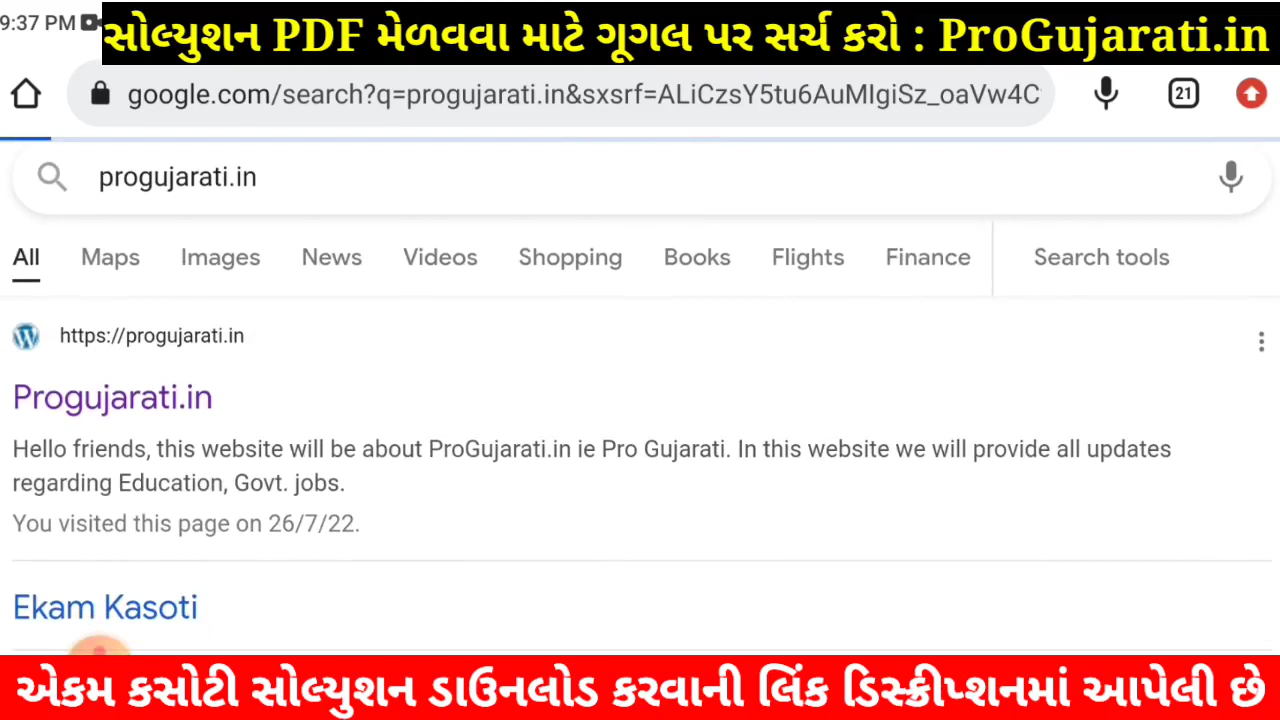 9:37 PM
સોલ્યુશન PDF મેળવવા માટે ગૂગલ પર સર્ચ કરો : ProGujarati.in
google.com/search?q=progujarati.in&sxsrf=ALiCzsY5tu6AuMIgiSz_oaVw4C
21
progujarati.in
All Maps Images News Videos Shopping Books Flights Finance Search tools
https://progujarati.in
Progujarati.in
Hello friends, this website will be about ProGujarati.in ie Pro Gujarati. In this website we will provide all updates
regarding Education, Govt. jobs.
You visited this page on 26/7/22.
Ekam Kasoti
એકમ કસોટી સોલ્યુશન ડાઉનલોડ કરવાની લિંક ડિસ્ક્રીપ્શનમાં આપેલી છે